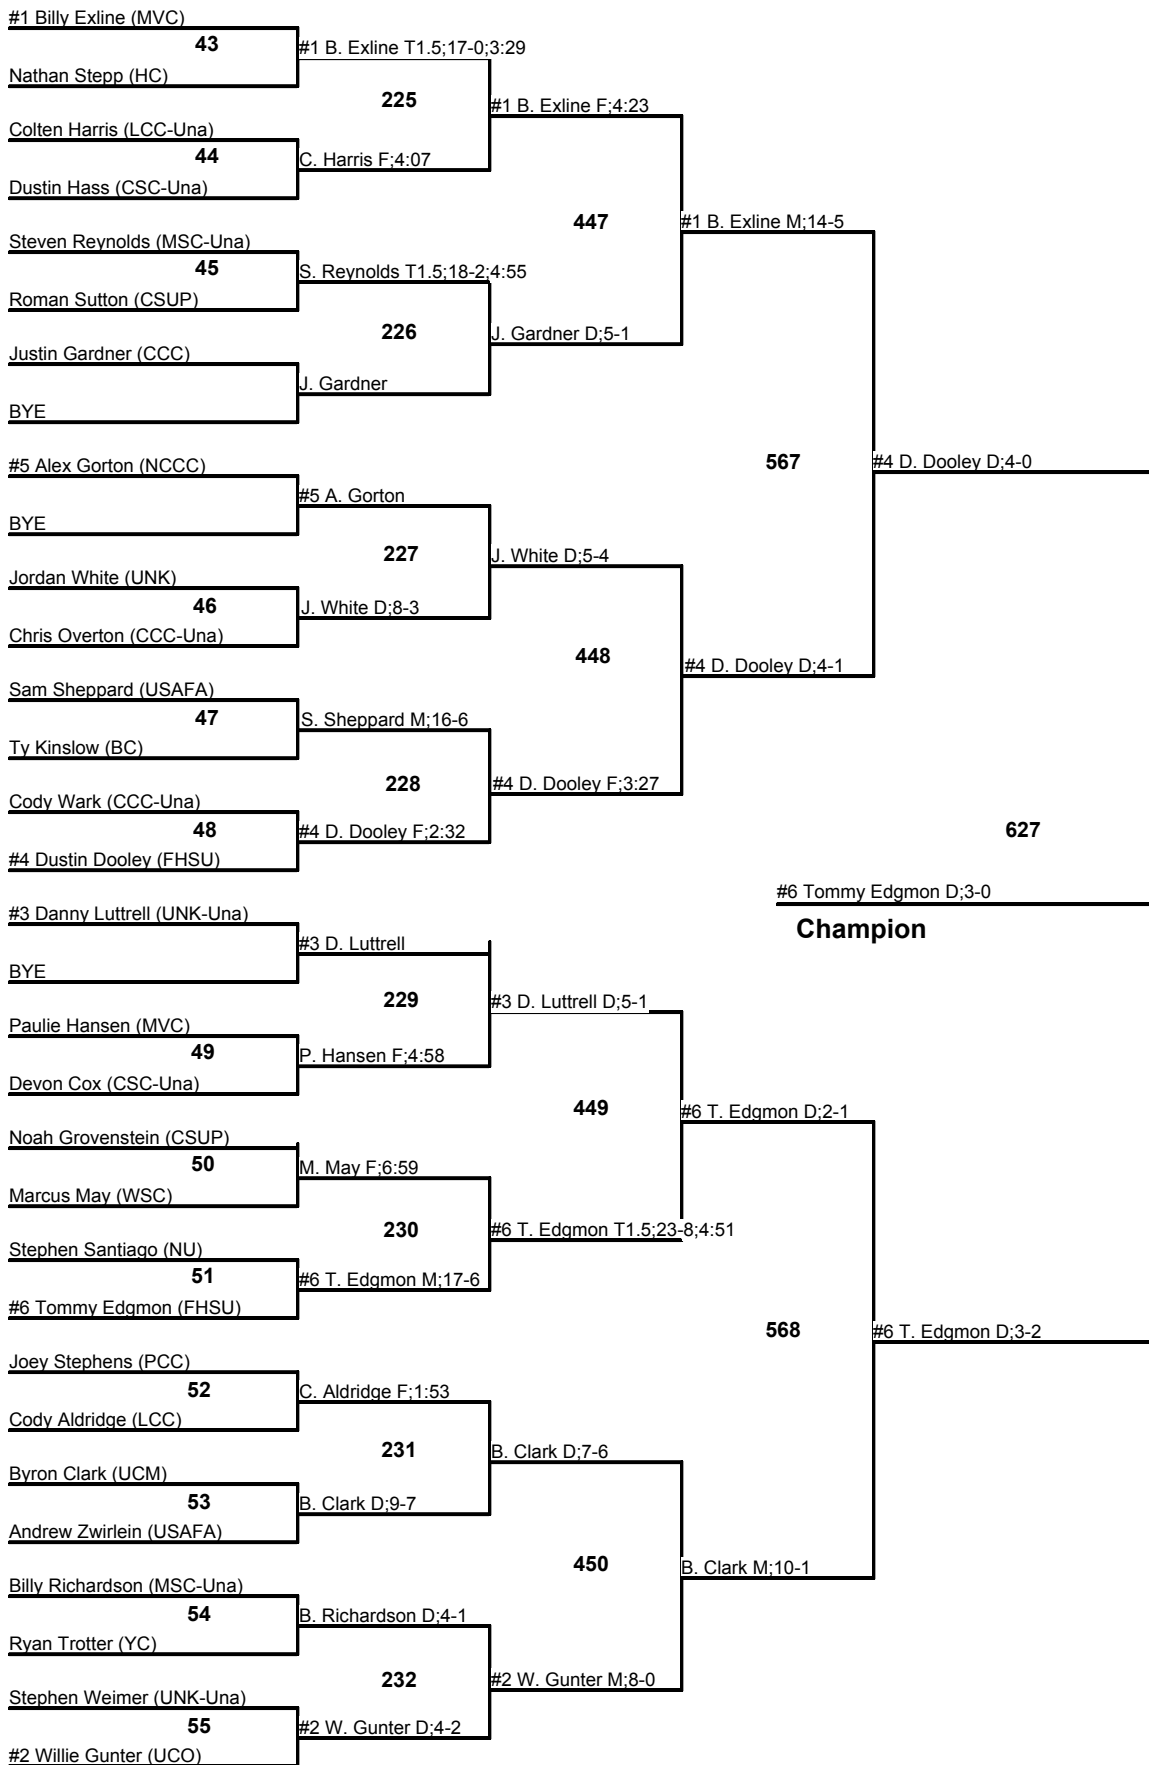 #1 Billy Exline (MVC)
43
#1 B. Exline T1.5;17-0;3:29
Nathan Stepp (HC)
225
#1 B. Exline F;4:23
Colten Harris (LCC-Una)
44
C. Harris F;4:07
Dustin Hass (CSC-Una)
447
#1 B. Exline M;14-5
Steven Reynolds (MSC-Una)
45
S. Reynolds T1.5;18-2;4:55
Roman Sutton (CSUP)
226
J. Gardner D;5-1
Justin Gardner (CCC)
J. Gardner
BYE
567
#4 D. Dooley D;4-0
#5 Alex Gorton (NCCC)
#5 A. Gorton
BYE
227
J. White D;5-4
Jordan White (UNK)
46
J. White D;8-3
Chris Overton (CCC-Una)
448
#4 D. Dooley D;4-1
Sam Sheppard (USAFA)
47
S. Sheppard M;16-6
Ty Kinslow (BC)
228
#4 D. Dooley F;3:27
Cody Wark (CCC-Una)
48
#4 D. Dooley F;2:32
#4 Dustin Dooley (FHSU)
627
#6 Tommy Edgmon D;3-0
Champion
#3 Danny Luttrell (UNK-Una)
#3 D. Luttrell
BYE
229
#3 D. Luttrell D;5-1
Paulie Hansen (MVC)
49
P. Hansen F;4:58
Devon Cox (CSC-Una)
449
#6 T. Edgmon D;2-1
Noah Grovenstein (CSUP)
50
M. May F;6:59
Marcus May (WSC)
230
#6 T. Edgmon T1.5;23-8;4:51
Stephen Santiago (NU)
51
#6 T. Edgmon M;17-6
#6 Tommy Edgmon (FHSU)
568
#6 T. Edgmon D;3-2
Joey Stephens (PCC)
52
C. Aldridge F;1:53
Cody Aldridge (LCC)
231
B. Clark D;7-6
Byron Clark (UCM)
53
B. Clark D;9-7
Andrew Zwirlein (USAFA)
450
B. Clark M;10-1
Billy Richardson (MSC-Una)
54
B. Richardson D;4-1
Ryan Trotter (YC)
232
#2 W. Gunter M;8-0
Stephen Weimer (UNK-Una)
55
#2 W. Gunter D;4-2
#2 Willie Gunter (UCO)